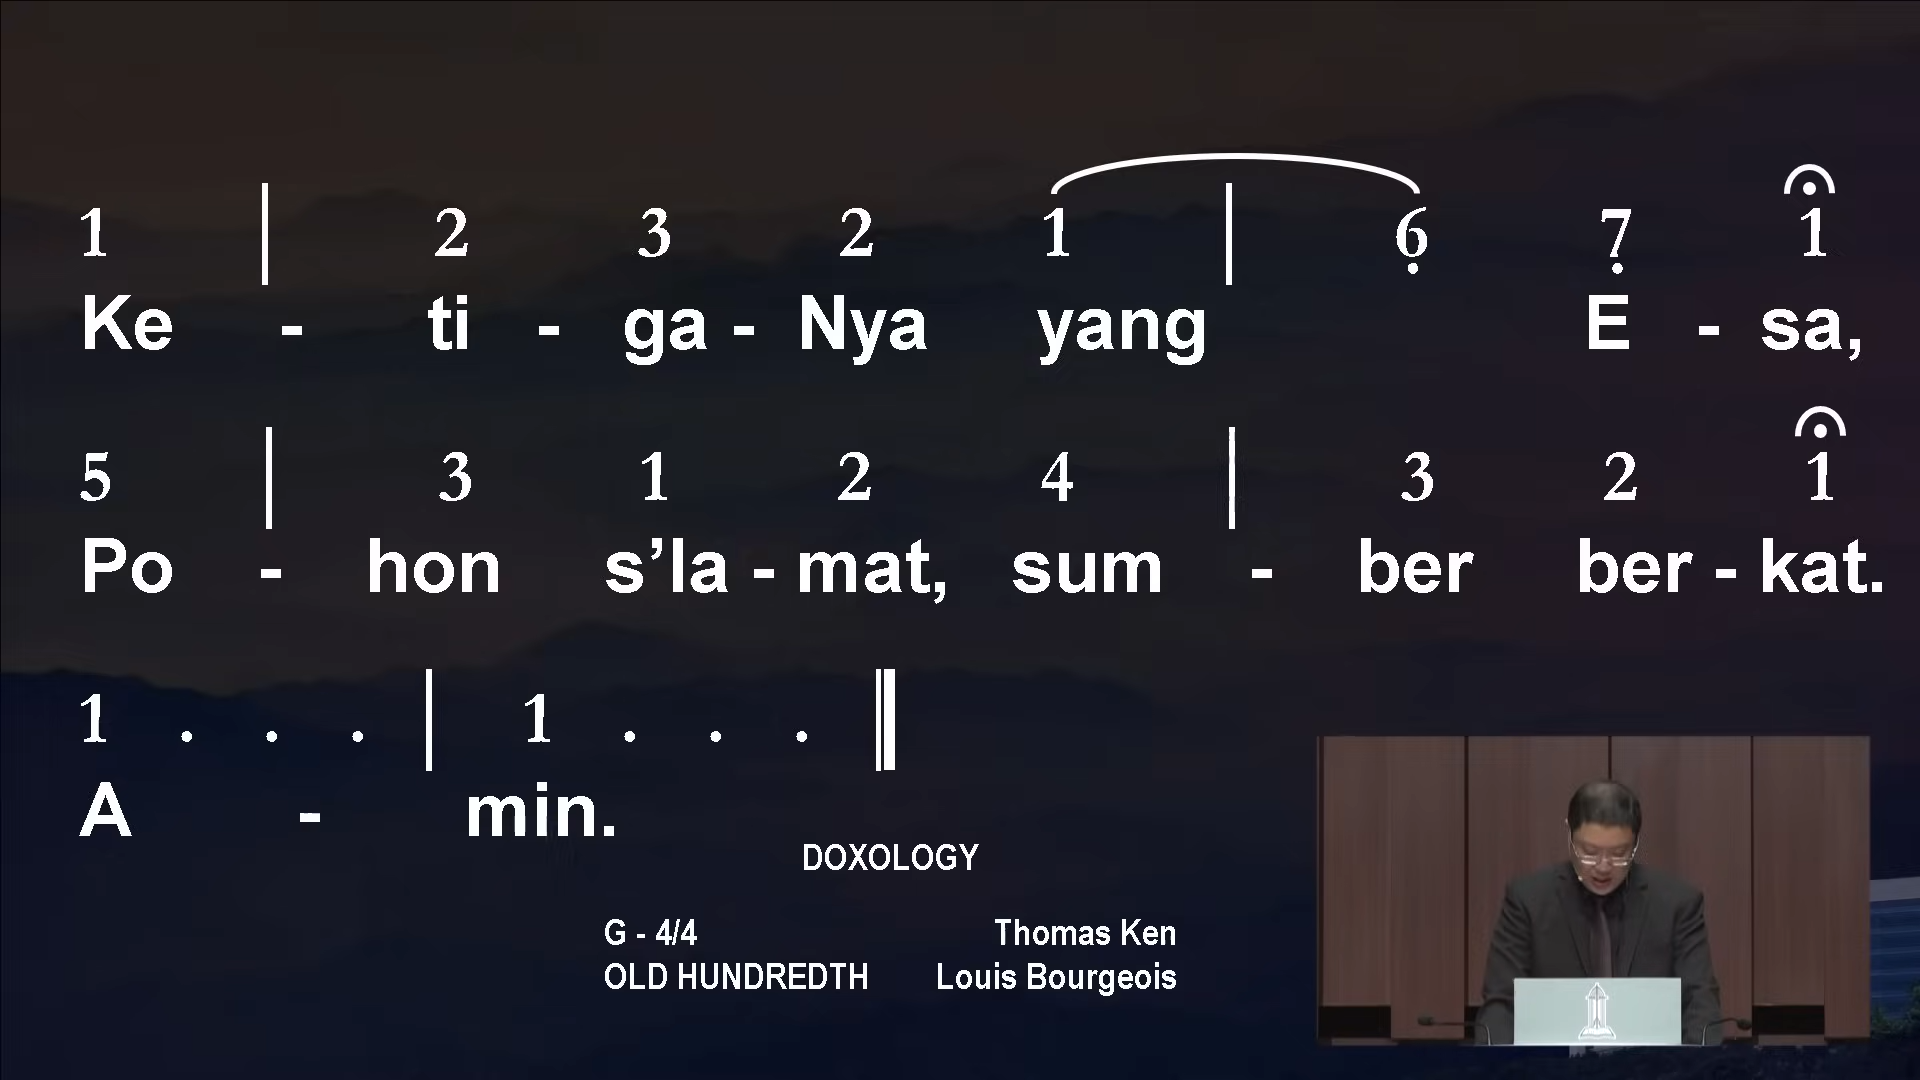 1 | 2 3 2 1 | 6̣ 7̣ 1
Ke - ti - ga - Nya yang E - sa,
5 | 3 1 2 4 | 3 2 1
Po - hon s’la - mat, sum - ber ber - kat.
1 . . . | 1 . . . ||
A - min.
DOXOLOGY
G - 4/4 Thomas Ken
OLD HUNDREDTH Louis Bourgeois